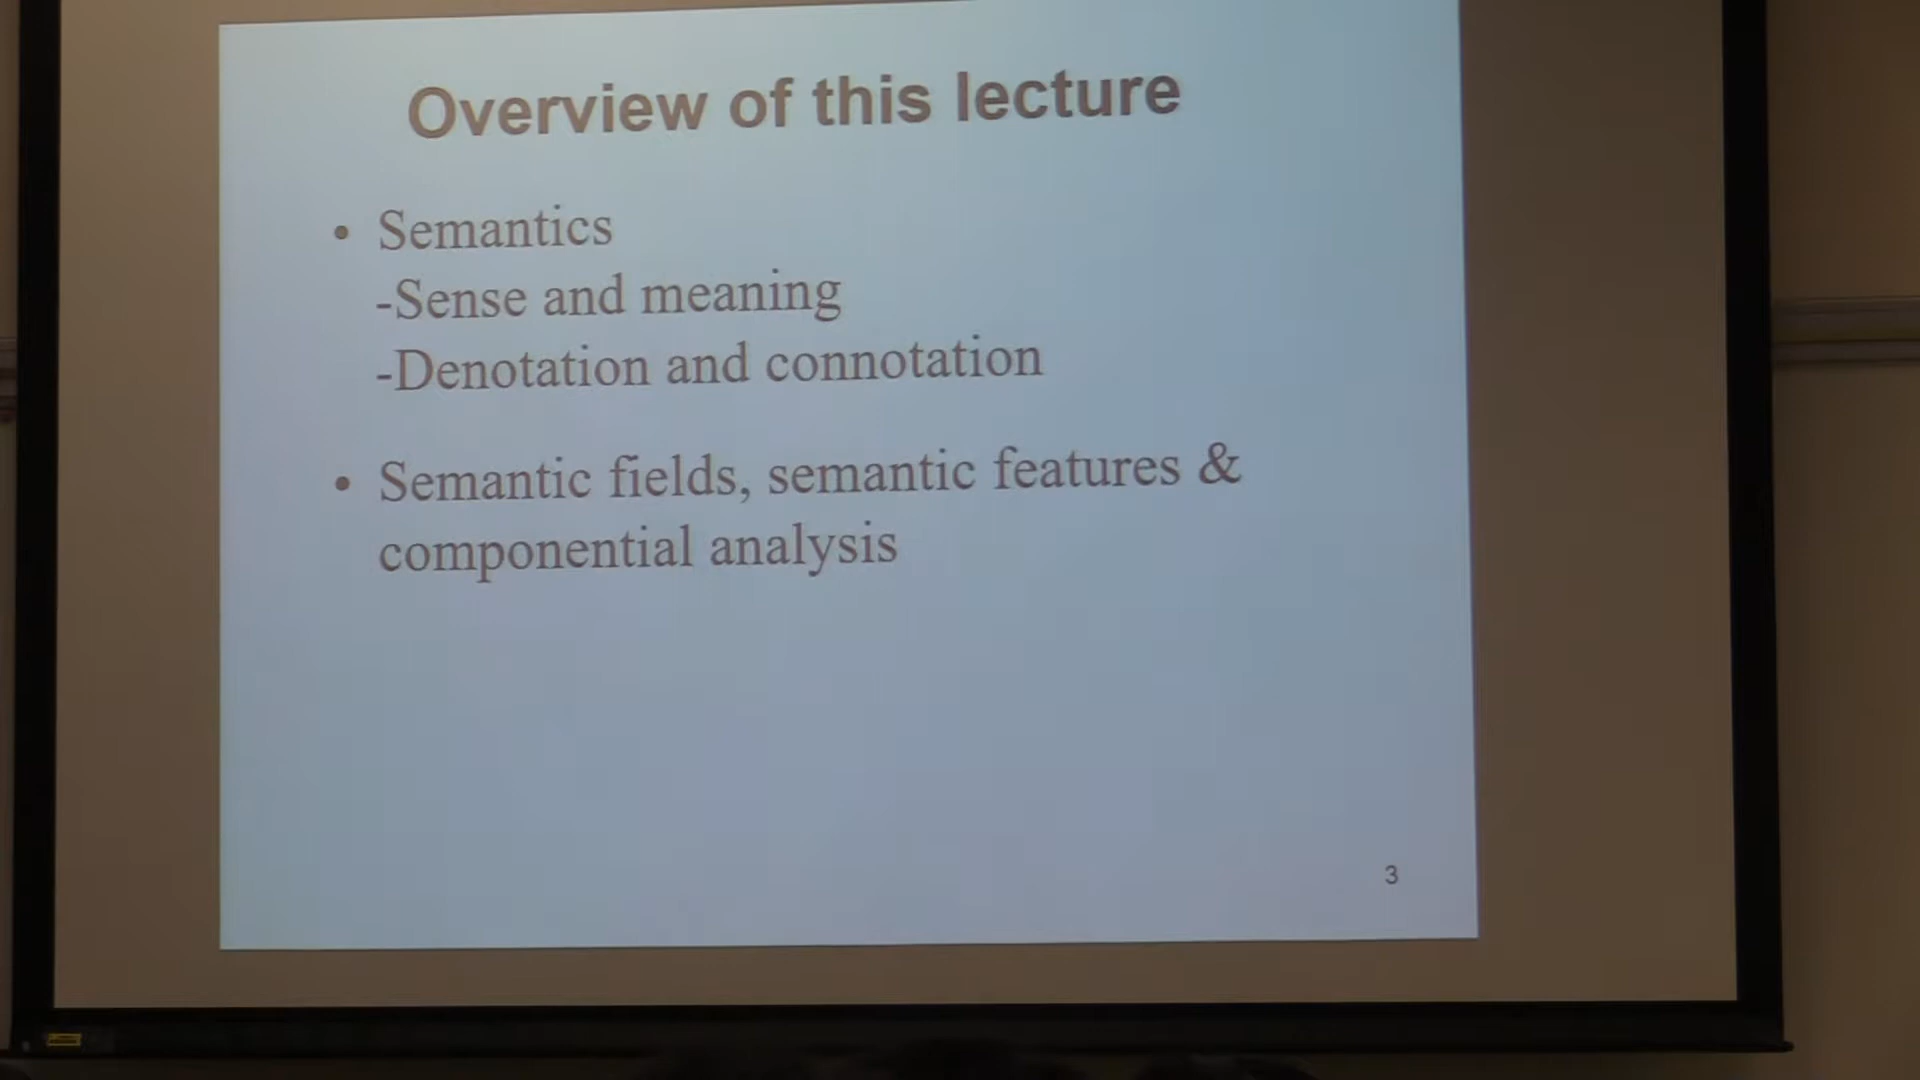 Overview of this lecture
• Semantics
-Sense and meaning
-Denotation and connotation
• Semantic fields, semantic features &
componential analysis
3